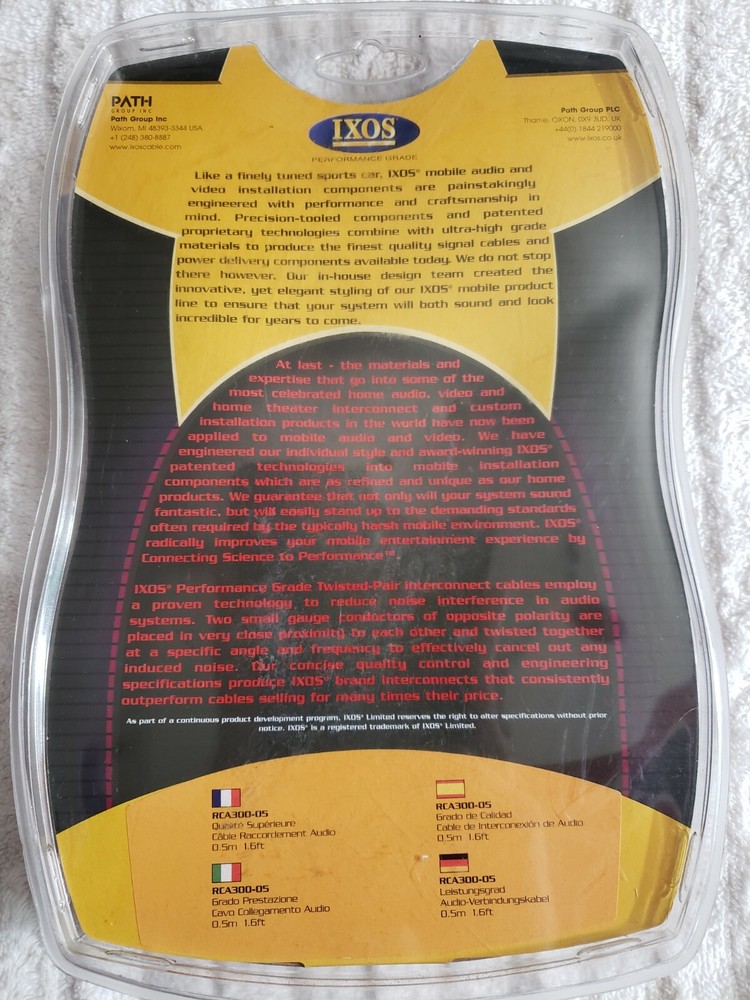 PATH
GROUP INC
Path Group Inc
Wixom, MI 48393-3344 USA
+1 (248) 380-8887
www.ixoscable.com
IXOS
PERFORMANCE GRADE
Path Group PLC
Thame, OXON, OX9 3UD, UK
+44(0) 1844 219000
www.ixos.co.uk
Like a finely tuned sports car, IXOS® mobile audio and
video installation components are painstakingly
engineered with performance and craftsmanship in
mind. Precision-tooled components and patented
proprietary technologies combine with ultra-high grade
materials to produce the finest quality signal cables and
power delivery components available today. We do not stop
there however. Our in-house design team created the
innovative, yet elegant styling of our IXOS® mobile product
line to ensure that your system will both sound and look
incredible for years to come.
At last - the materials and
expertise that go into some of the
most celebrated home audio, video and
home theater interconnect and custom
installation products in the world have now been
applied to mobile audio and video. We have
engineered our individual style and award-winning IXOS®
patented technologies into mobile installation
components which are as refined and unique as our home
products. We guarantee that not only will your system sound
fantastic, but will easily stand up to the demanding standards
often required by the typically harsh mobile environment. IXOS®
radically improves your mobile entertainment experience by
Connecting Science to Performance™
IXOS® Performance Grade Twisted-Pair interconnect cables employ
a proven technology to reduce noise interference in audio
systems. Two small gauge conductors of opposite polarity are
placed in very close proximity to each other and twisted together
at a specific angle and frequency to effectively cancel out any
induced noise. Our concise quality control and engineering
specifications produce IXOS® brand interconnects that consistently
outperform cables selling for many times their price.
As part of a continuous product development program, IXOS® Limited reserves the right to alter specifications without prior
notice. IXOS® is a registered trademark of IXOS® Limited.
RCA300-05
Qualité Supérieure
Câble Raccordement Audio
0.5m 1.6ft
RCA300-05
Grado de Calidad
Cable de Interconexión de Audio
0.5m 1.6ft
RCA300-05
Grado Prestazione
Cavo Collegamento Audio
0.5m 1.6ft
RCA300-05
Leistungsgrad
Audio-Verbindungskabel
0.5m 1.6ft